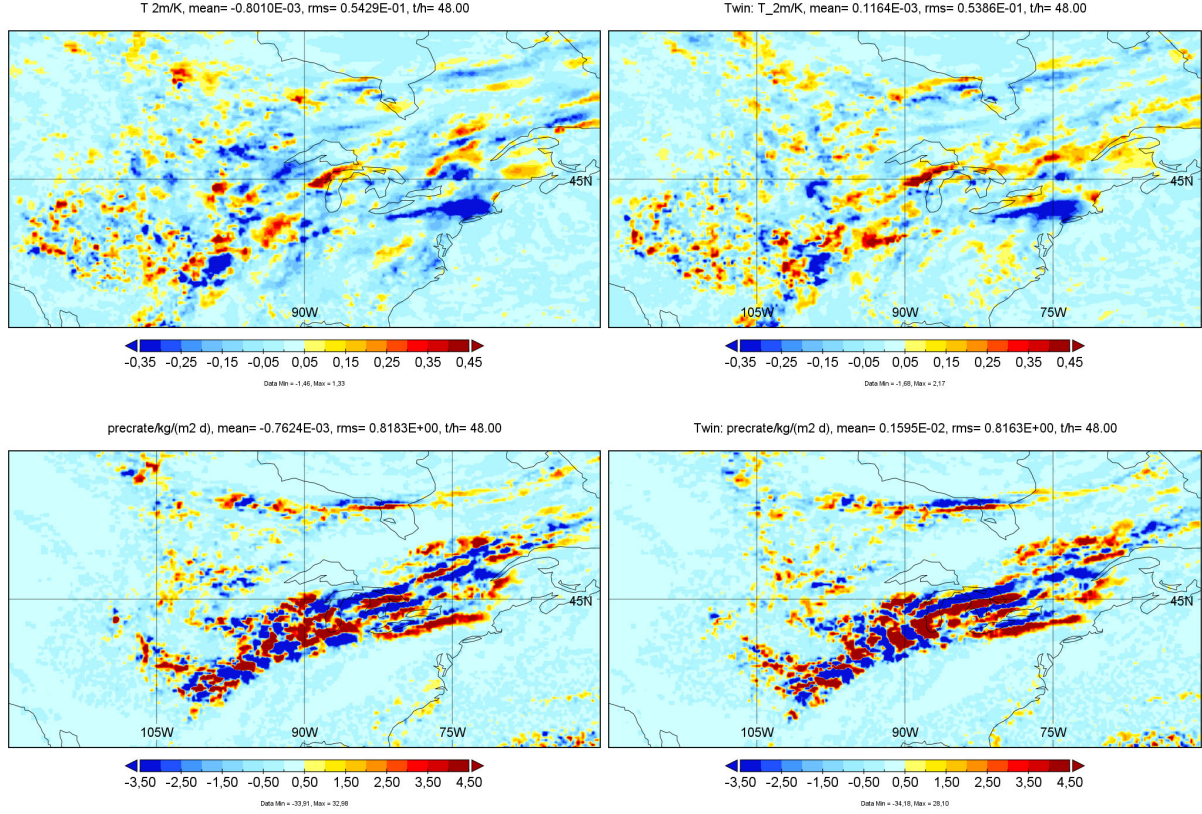 T 2m/K, mean= -0.8010E-03, rms= 0.5429E-01, t/h= 48.00
Twin: T_2m/K, mean= 0.1164E-03, rms= 0.5386E-01, t/h= 48.00
45N
45N
90W
105W
90W
75W
-0,35 -0,25 -0,15 -0,05 0,05 0,15 0,25 0,35 0,45
-0,35 -0,25 -0,15 -0,05 0,05 0,15 0,25 0,35 0,45
Data Min = -1,46, Max = 1,33
Data Min = -1,68, Max = 2,17
precrate/kg/(m2 d), mean= -0.7624E-03, rms= 0.8183E+00, t/h= 48.00
Twin: precrate/kg/(m2 d), mean= 0.1595E-02, rms= 0.8163E+00, t/h= 48.00
45N
45N
105W
90W
75W
105W
90W
75W
-3,50 -2,50 -1,50 -0,50 0,50 1,50 2,50 3,50 4,50
-3,50 -2,50 -1,50 -0,50 0,50 1,50 2,50 3,50 4,50
Data Min = -33,91, Max = 32,98
Data Min = -34,18, Max = 28,10